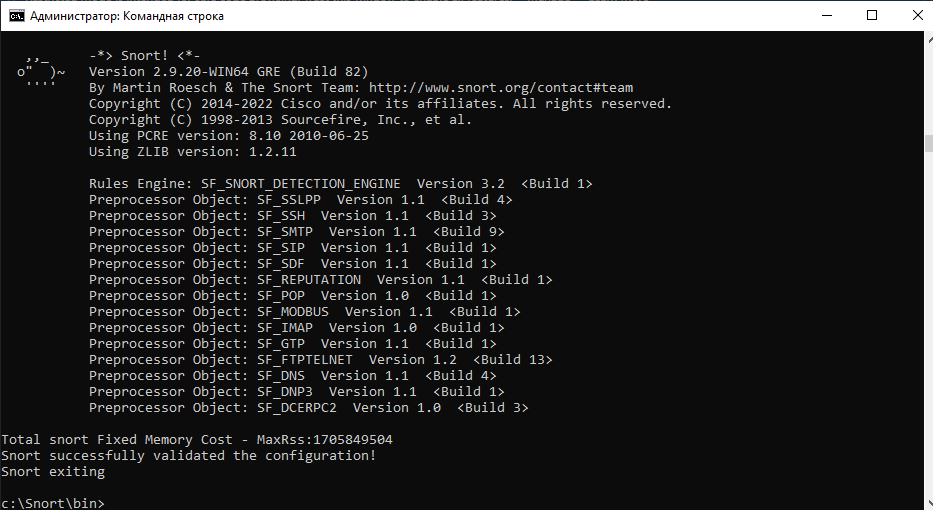 Администратор: Командная строка
,,_ -*> Snort! <*-
o" )~ Version 2.9.20-WIN64 GRE (Build 82)
'''' By Martin Roesch & The Snort Team: http://www.snort.org/contact#team
Copyright (C) 2014-2022 Cisco and/or its affiliates. All rights reserved.
Copyright (C) 1998-2013 Sourcefire, Inc., et al.
Using PCRE version: 8.10 2010-06-25
Using ZLIB version: 1.2.11
Rules Engine: SF_SNORT_DETECTION_ENGINE Version 3.2 <Build 1>
Preprocessor Object: SF_SSLPP Version 1.1 <Build 4>
Preprocessor Object: SF_SSH Version 1.1 <Build 3>
Preprocessor Object: SF_SMTP Version 1.1 <Build 9>
Preprocessor Object: SF_SIP Version 1.1 <Build 1>
Preprocessor Object: SF_SDF Version 1.1 <Build 1>
Preprocessor Object: SF_REPUTATION Version 1.1 <Build 1>
Preprocessor Object: SF_POP Version 1.0 <Build 1>
Preprocessor Object: SF_MODBUS Version 1.1 <Build 1>
Preprocessor Object: SF_IMAP Version 1.0 <Build 1>
Preprocessor Object: SF_GTP Version 1.1 <Build 1>
Preprocessor Object: SF_FTPTELNET Version 1.2 <Build 13>
Preprocessor Object: SF_DNS Version 1.1 <Build 4>
Preprocessor Object: SF_DNP3 Version 1.1 <Build 1>
Preprocessor Object: SF_DCERPC2 Version 1.0 <Build 3>
Total snort Fixed Memory Cost - MaxRss:1705849504
Snort successfully validated the configuration!
Snort exiting
c:\Snort\bin>